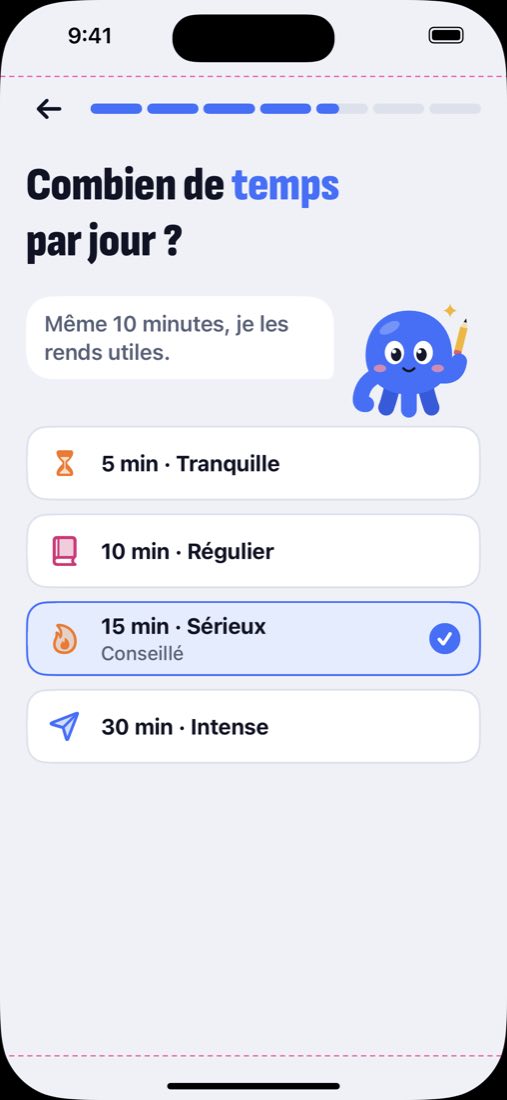 9:41
Combien de temps
par jour ?
Même 10 minutes, je les
rends utiles.
5 min · Tranquille
10 min · Régulier
15 min · Sérieux
Conseillé
30 min · Intense